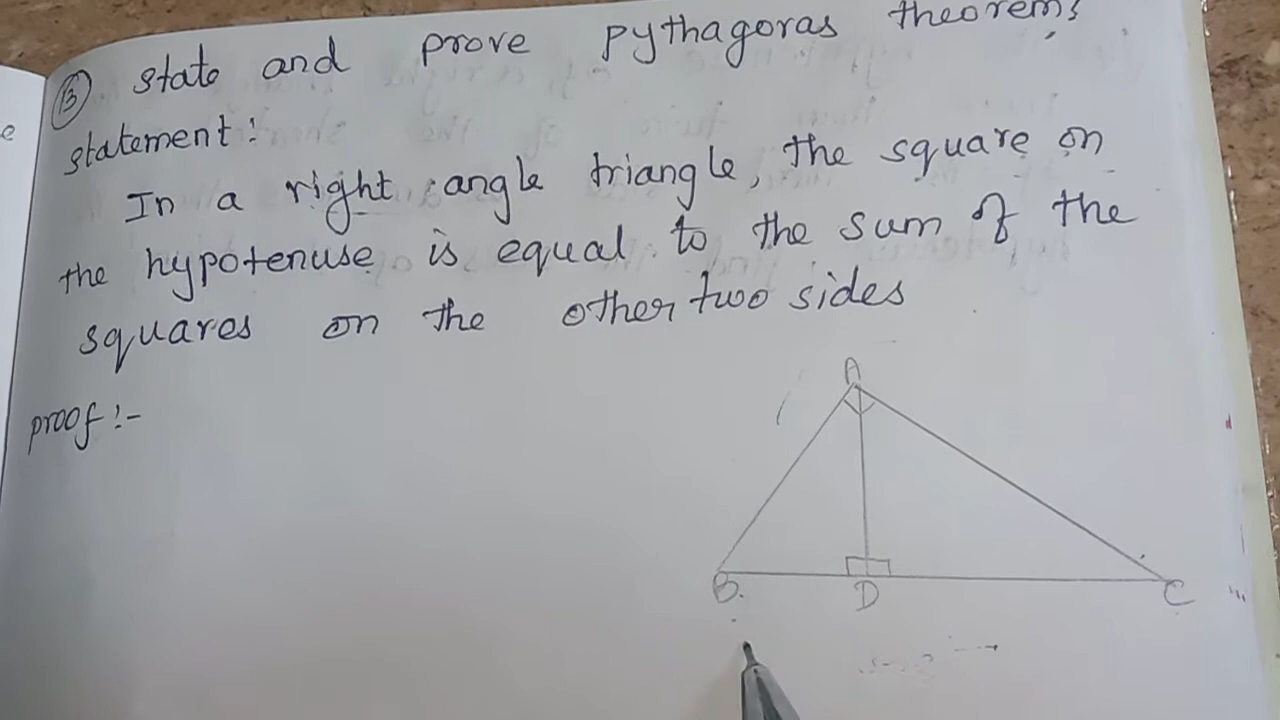 13 state and prove pythagoras theorem?
statement:
In a right angle triangle, the square on
the hypotenuse is equal to the sum of the
squares on the other two sides
proof:-
A
B. D C
e